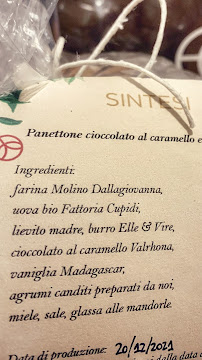 SINTESI
Panettone cioccolato al caramello e
Ingredienti:
farina Molino Dallagiovanna,
uova bio Fattoria Cupidi,
lievito madre, burro Elle & Vire,
cioccolato al caramello Valrhona,
vaniglia Madagascar,
agrumi canditi preparati da noi,
miele, sale, glassa alle mandorle.
Data di produzione: 20/12/2021
dalla data